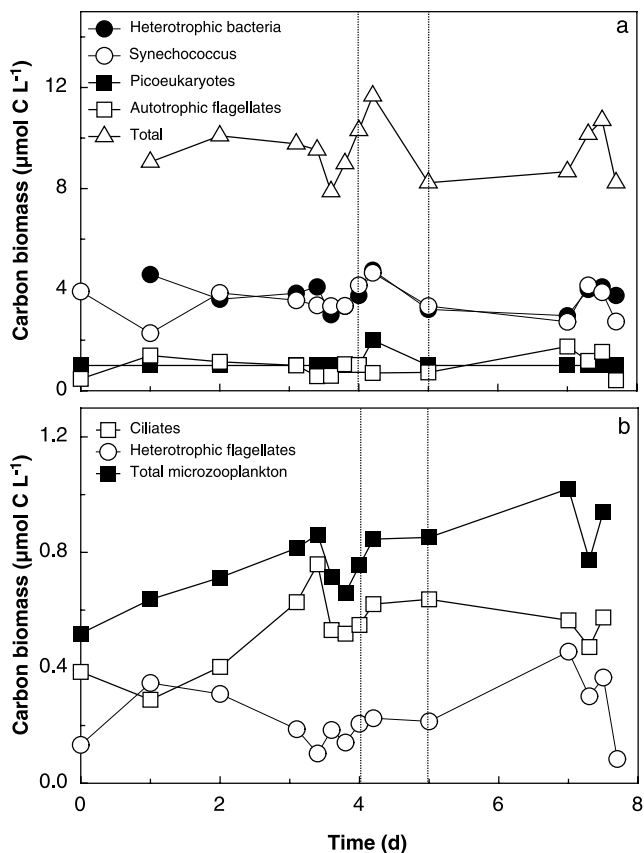 a
Heterotrophic bacteria
Synechococcus
Picoeukaryotes
Autotrophic flagellates
Total
Carbon biomass (µmol C L-1)
12
8
4
0
b
Ciliates
Heterotrophic flagellates
Total microzooplankton
Carbon biomass (µmol C L-1)
1.2
0.8
0.4
0.0
0 2 4 6 8
Time (d)